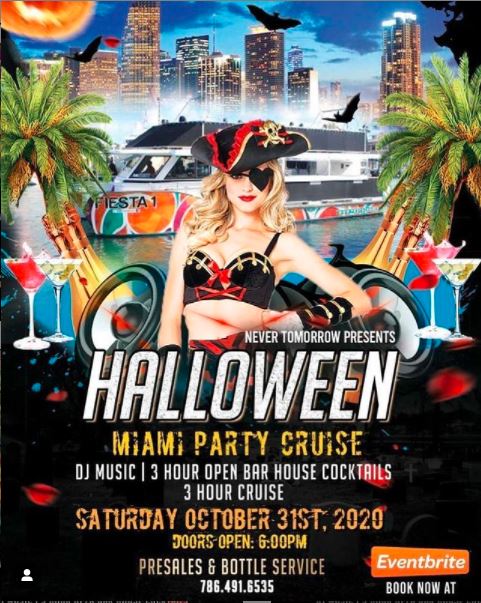 FIESTA 1
NEVER TOMORROW PRESENTS
HALLOWEEN
MIAMI PARTY CRUISE
DJ MUSIC | 3 HOUR OPEN BAR HOUSE COCKTAILS
3 HOUR CRUISE
SATURDAY OCTOBER 31ST, 2020
DOORS OPEN: 6:00PM
PRESALES & BOTTLE SERVICE
786.491.6535
Eventbrite
BOOK NOW AT